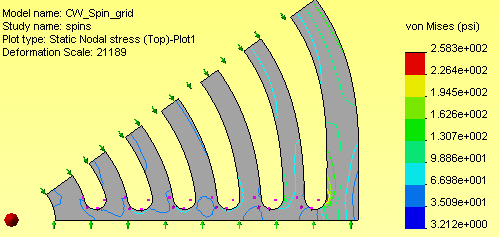 Model name: CW_Spin_grid
Study name: spins
Plot type: Static Nodal stress (Top)-Plot1
Deformation Scale: 21189
von Mises (psi)
2.583e+002
2.264e+002
1.945e+002
1.626e+002
1.307e+002
9.886e+001
6.698e+001
3.509e+001
3.212e+000